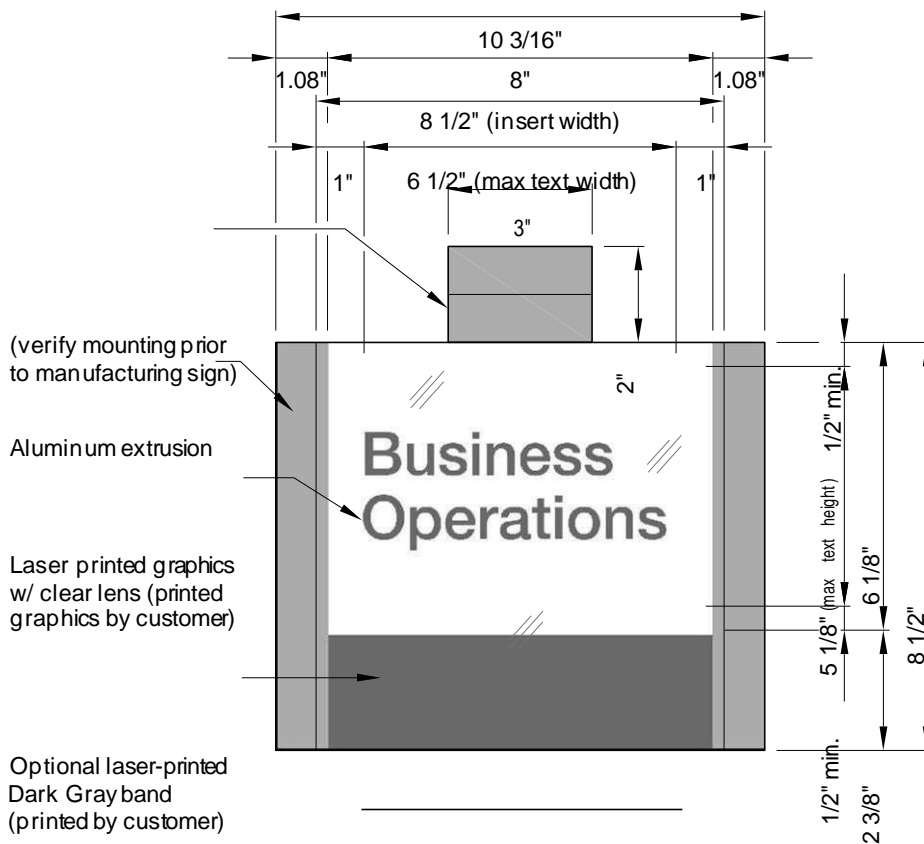 10 3/16"
1.08"
8"
1.08"
8 1/2" (insert width)
1"
6 1/2" (max text width)
1"
3"
2"
(verify mounting prior
to manufacturing sign)
Aluminum extrusion
Laser printed graphics
w/ clear lens (printed
graphics by customer)
Optional laser-printed
Dark Gray band
(printed by customer)
Business
Operations
1/2" min.
5 1/8" (max text height)
1/2" min.
6 1/8"
2 3/8"
8 1/2"